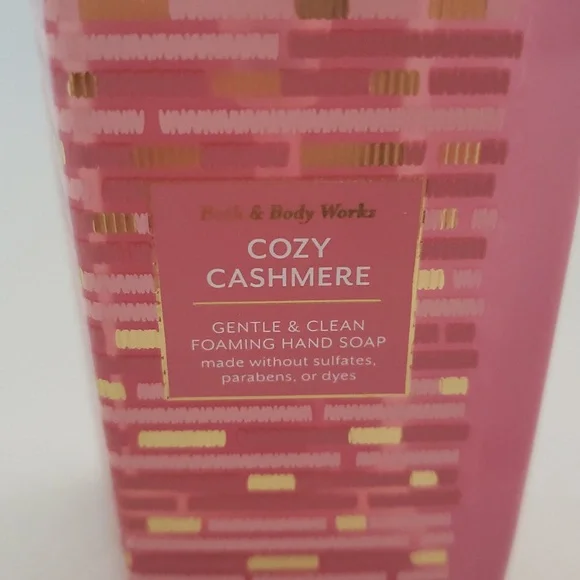 Bath & Body Works
COZY
CASHMERE
GENTLE & CLEAN
FOAMING HAND SOAP
made without sulfates,
parabens, or dyes